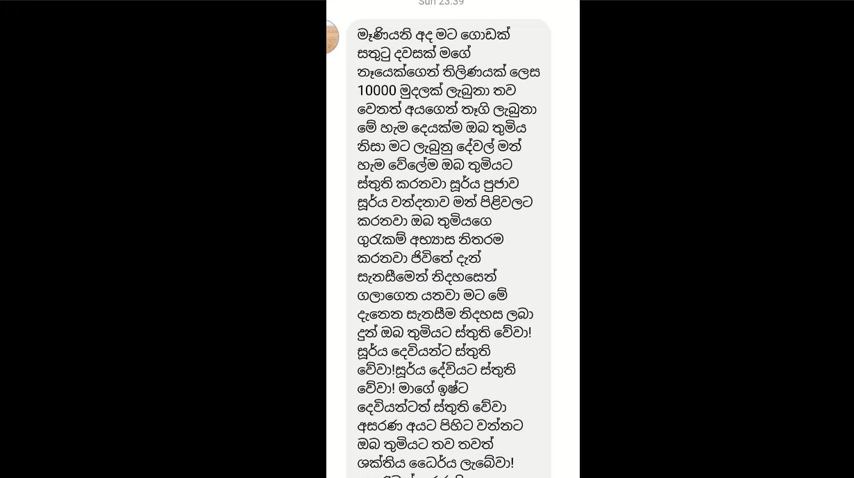 Sun 23:39
මෑණියනි අද මට ගොඩක්
සතුටු දවසක් මගේ
නෑයෙක්ගෙන් තිලිණයක් ලෙස
10000 මුදලක් ලැබුනා තව
වෙනත් අයගෙන් තෑගි ලැබුනා
මේ හැම දෙයක්ම ඔබ තුමිය
නිසා මට ලැබුනු දේවල් මන්
හැම වේලේම ඔබ තුමියට
ස්තුති කරනවා සූර්ය පුජාව
සූර්ය වන්දනාව මන් පිළිවලට
කරනවා ඔබ තුමියගෙ
ගුරැකම් අභ්‍යාස නිතරම
කරනවා ජිවිතේ දැන්
සැනසීමෙන් නිදහසෙන්
ගලාගෙන යනවා මට මේ
දැනෙන සැනසීම නිදහස ලබා
දුන් ඔබ තුමියට ස්තුති වේවා!
සූර්ය දෙවියන්ට ස්තුති
වේවා!සූර්ය දේවියට ස්තුති
වේවා! මාගේ ඉෂ්ට
දෙවියන්ටත් ස්තුති වේවා
අසරණ අයට පිහිට වන්නට
ඔබ තුමියට තව තවත්
ශක්තිය ධෛර්ය ලැබේවා!